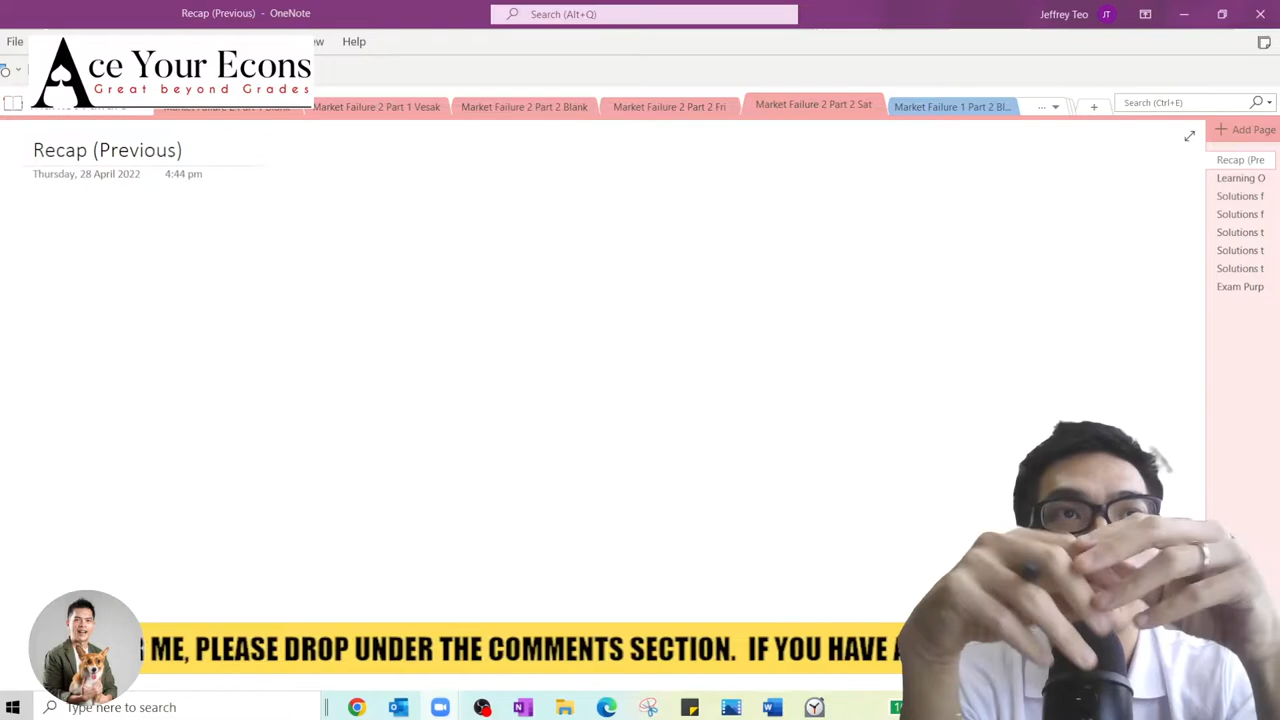 Recap (Previous) - OneNote
Search (Alt+Q)
Jeffrey Teo
JT
File
Help
Ace Your Econs
Great beyond Grades
Market Failure 2 Part 1 Vesak
Market Failure 2 Part 2 Blank
Market Failure 2 Part 2 Fri
Market Failure 2 Part 2 Sat
Market Failure 1 Part 2 Bl...
...
Search (Ctrl+E)
Recap (Previous)
Thursday, 28 April 2022 4:44 pm
Add Page
Recap (Pre
Learning O
Solutions f
Solutions f
Solutions t
Solutions t
Solutions t
Exam Purp
ME, PLEASE DROP UNDER THE COMMENTS SECTION. IF YOU HAVE
Type here to search